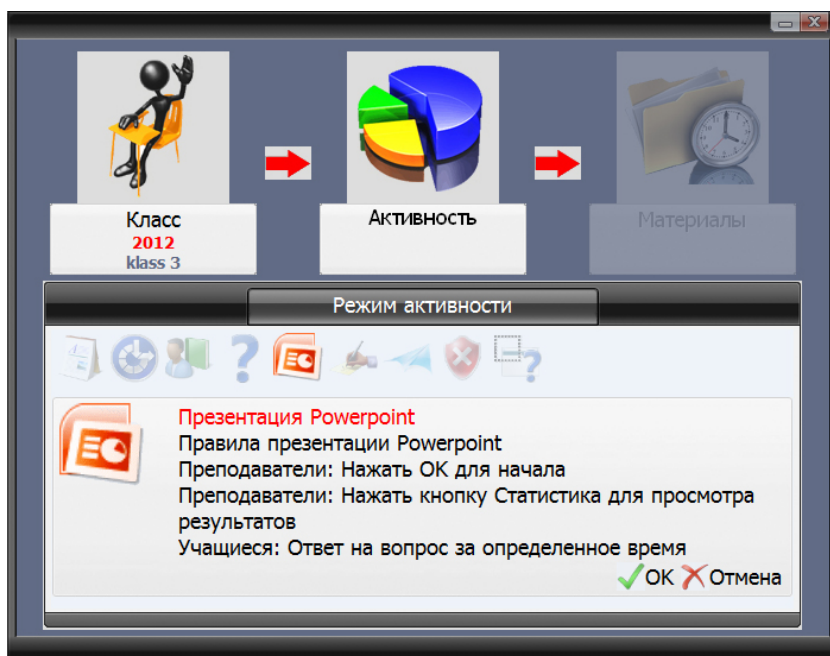 Класс
2012
klass 3
Активность
Материалы
Режим активности
Презентация Powerpoint
Правила презентации Powerpoint
Преподаватели: Нажать ОК для начала
Преподаватели: Нажать кнопку Статистика для просмотра
результатов
Учащиеся: Ответ на вопрос за определенное время
ОК Отмена